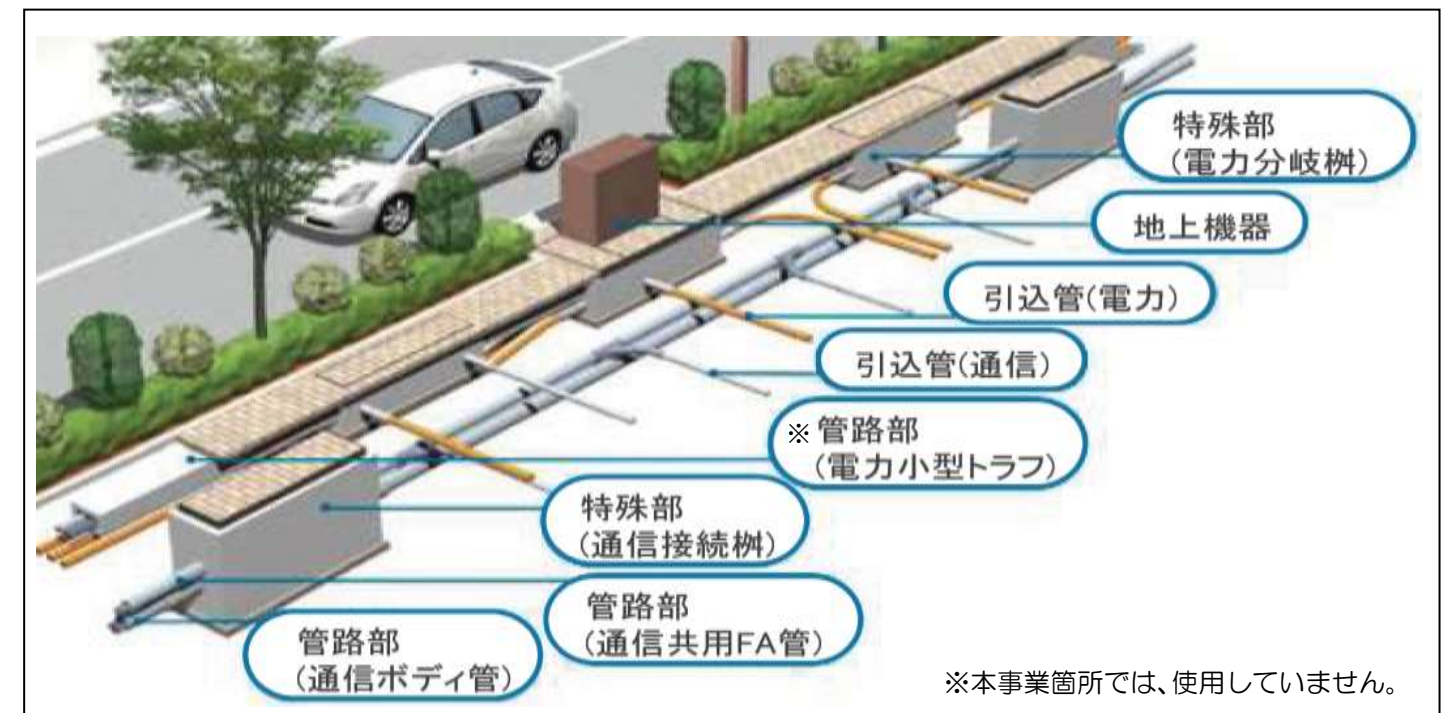 特殊部
(電力分岐桝)
地上機器
引込管(電力)
引込管(通信)
※管路部
(電力小型トラフ)
特殊部
(通信接続桝)
管路部
(通信共用FA管)
管路部
(通信ボディ管)
※本事業箇所では、使用していません。